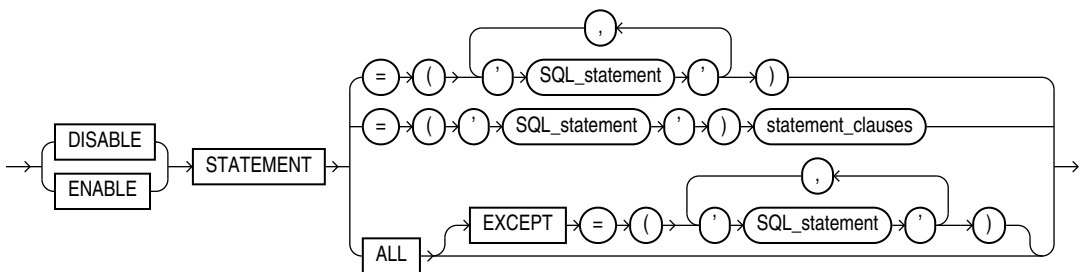 ,
= ( ' SQL_statement ' )
= ( ' SQL_statement ' ) statement_clauses
DISABLE
STATEMENT
ENABLE
,
EXCEPT = ( ' SQL_statement ' )
ALL